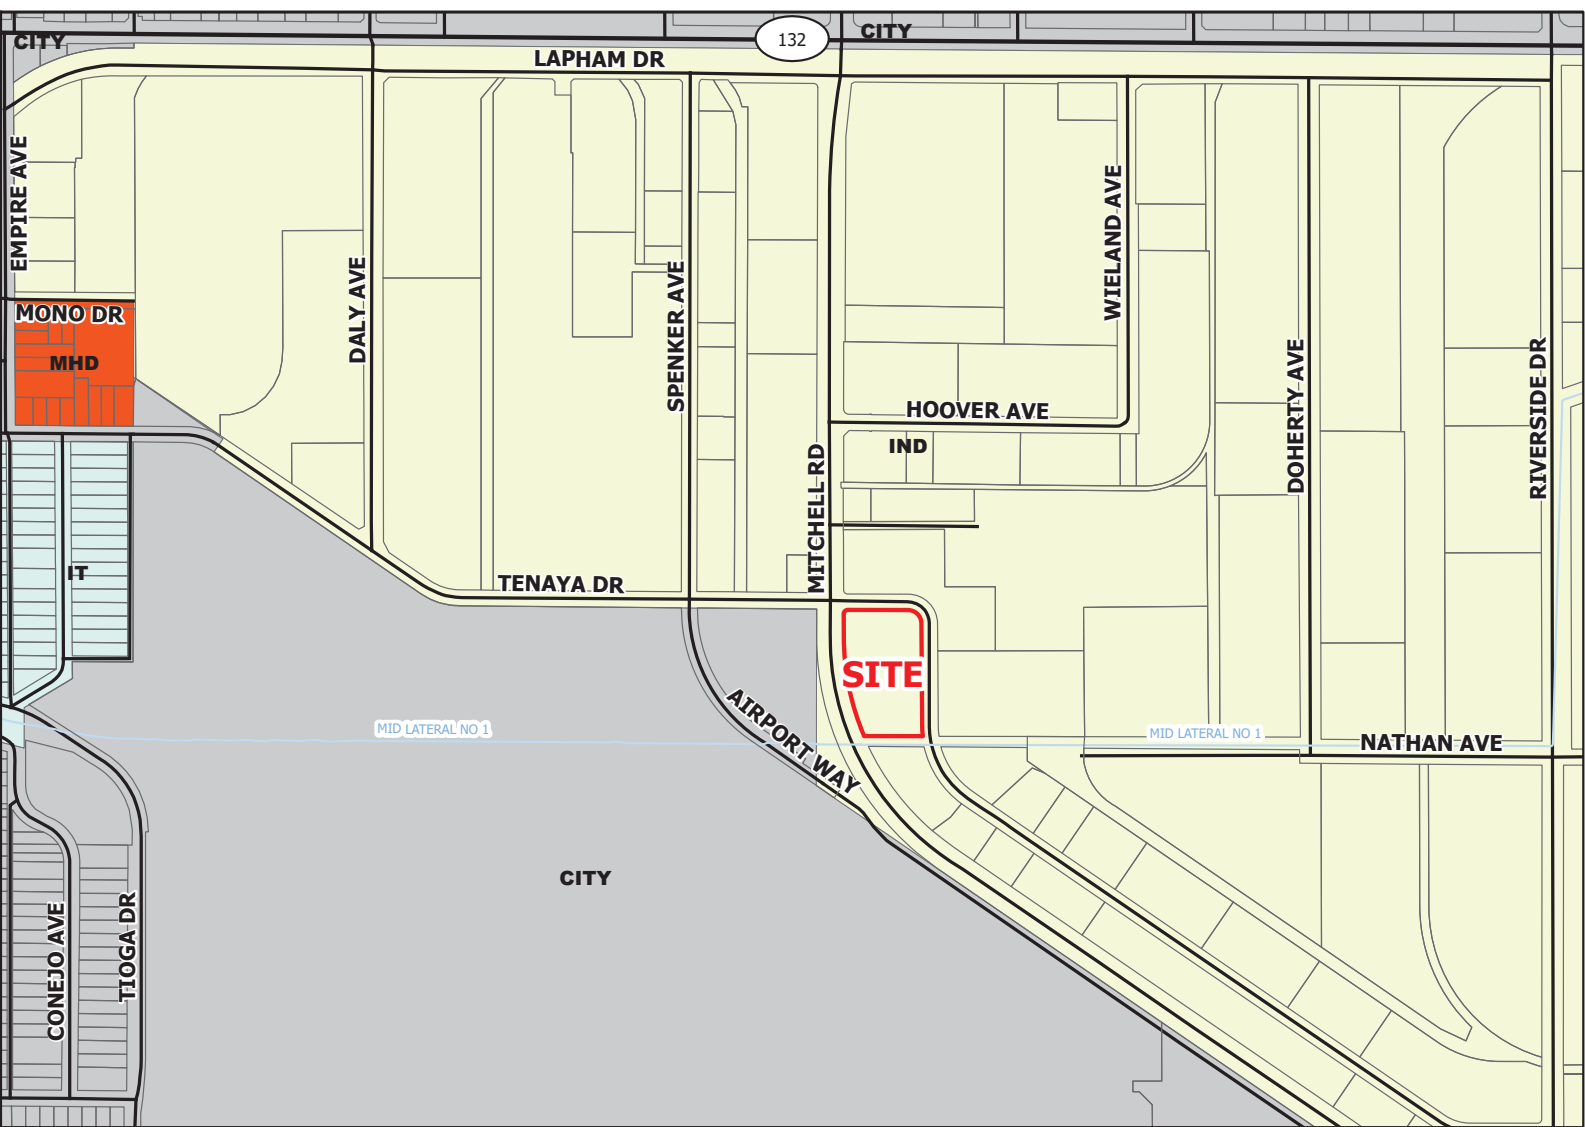 CITY
132
CITY
LAPHAM DR
EMPIRE AVE
WIELAND AVE
DALY AVE
SPENKER AVE
MONO DR
MHD
DOHERTY AVE
RIVERSIDE DR
HOOVER AVE
IND
MITCHELL RD
IT
TENAYA DR
SITE
AIRPORT WAY
MID LATERAL NO 1
MID LATERAL NO 1
NATHAN AVE
CITY
CONEJO AVE
TIOGA DR